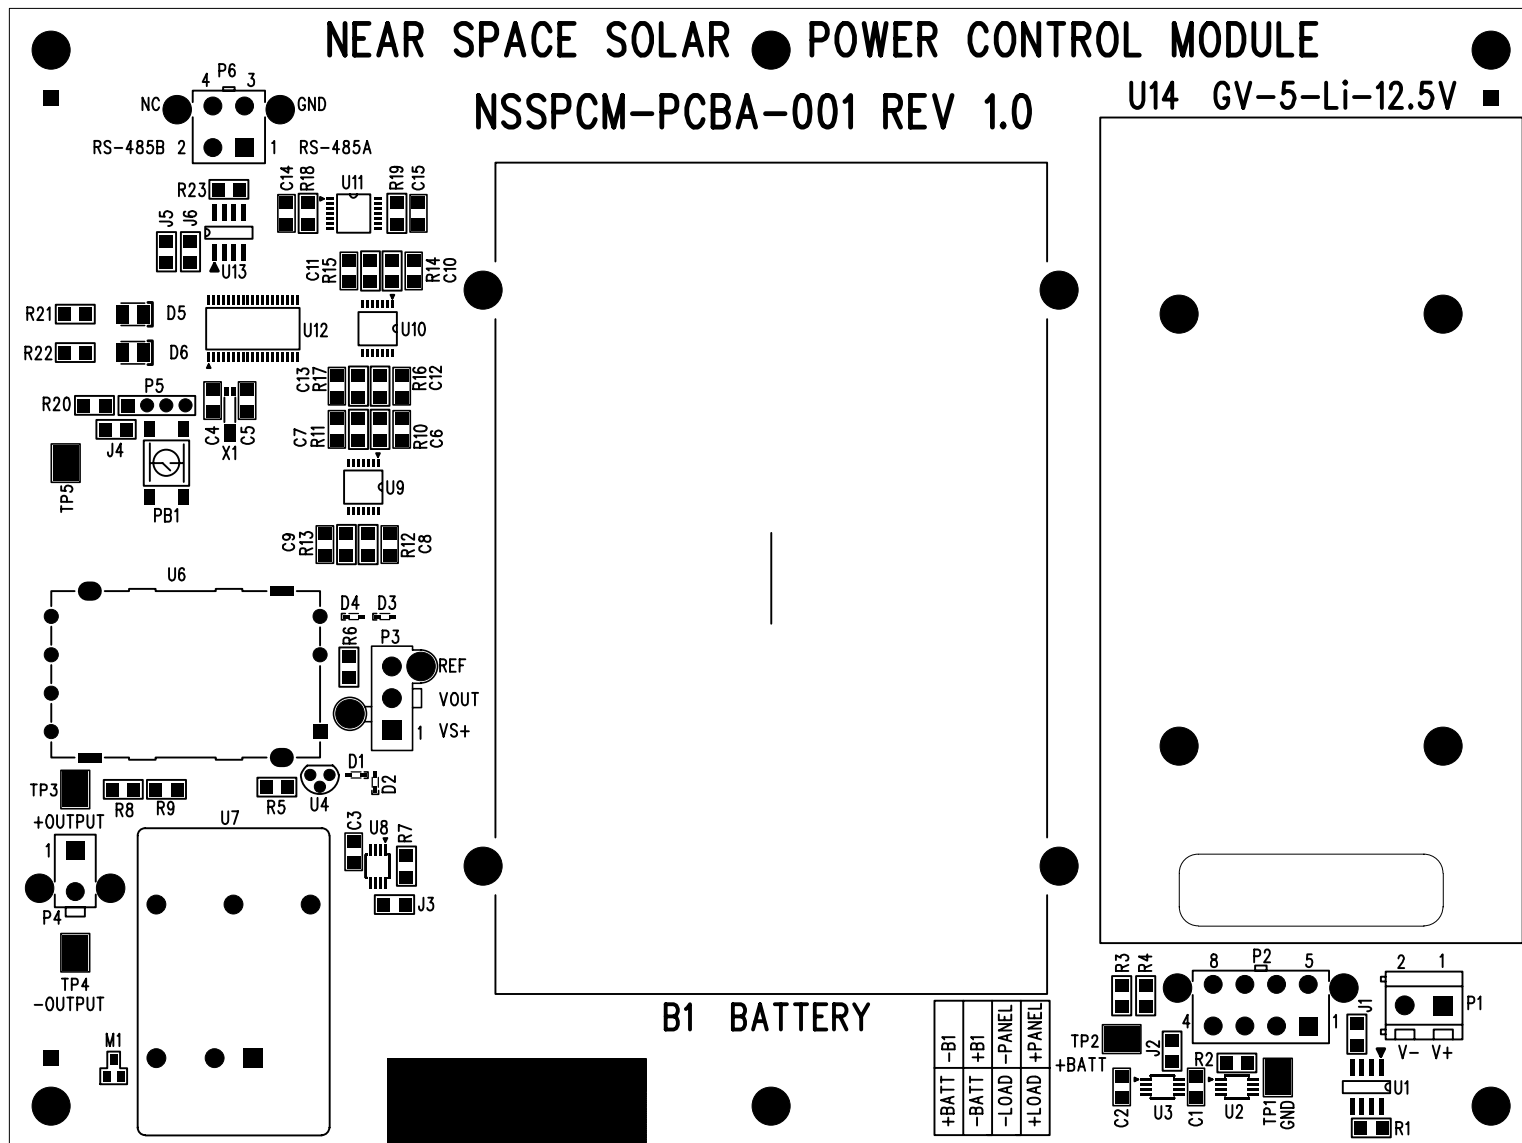 NEAR SPACE SOLAR POWER CONTROL MODULE
NSSPCM-PCBA-001 REV 1.0
U14 GV-5-Li-12.5V
P6
4 3
NC GND
RS-485B 2 1 RS-485A
R23
C14 R18 U11 R19 C15
J5 J6
U13
C11 R15 R14 C10
R21 D5
U12 U10
R22 D6
C13 R17 R16 C12
P5
R20
C4 C5
C7 R11 R10 C6
J4 X1
TP5
U9
PB1
C9 R13 R12 C8
U6
D4 D3
R6 P3
REF
VOUT
1 VS+
D1
D2
TP3 R8 R9 R5 U4
+OUTPUT
U7
C3 U8 R7
1
J3
P4
TP4
-OUTPUT
M1
B1 BATTERY
+BATT -B1
-BATT +B1
-LOAD -PANEL
+LOAD +PANEL
R3 R4
8 P2 5
2 1
J1 P1
4 1
TP2
+BATT
J2 R2
V- V+
C2 U3 C1 U2
TP1
GND
U1
R1